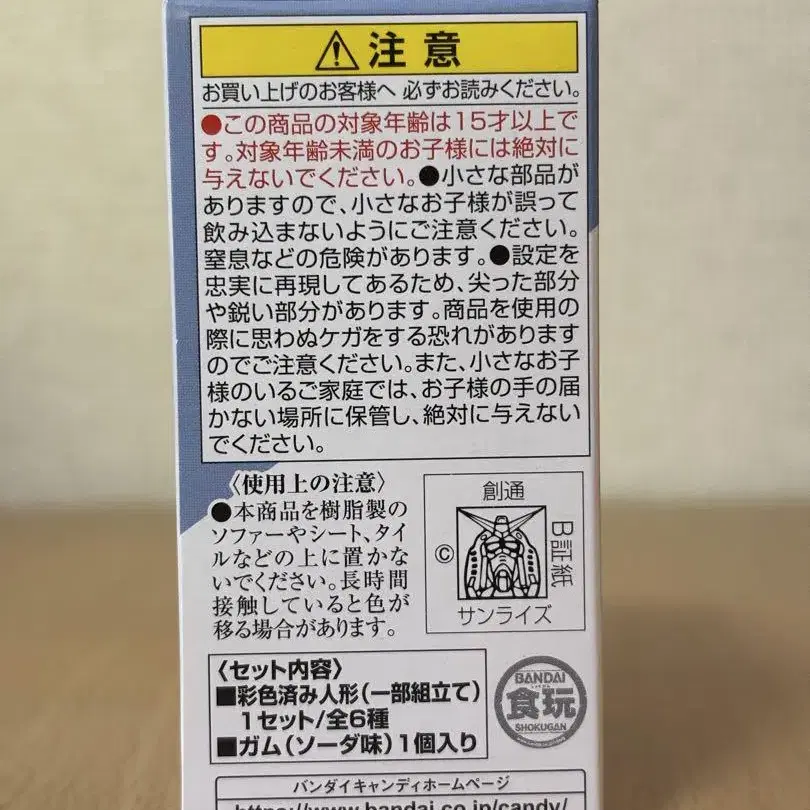 注意
お買い上げのお客様へ 必ずお読みください。
●この商品の対象年齢は15才以上で
す。対象年齢未満のお子様には絶対に
与えないでください。●小さな部品が
ありますので、小さなお子様が誤って
飲み込まないようにご注意ください。
窒息などの危険があります。●設定を
忠実に再現してあるため、尖った部分
や鋭い部分があります。商品を使用の
際に思わぬケガをする恐れがあります
のでご注意ください。また、小さなお子
様のいるご家庭では、お子様の手の届
かない場所に保管し、絶対に与えない
でください。
〈使用上の注意〉
●本商品を樹脂製の
ソファーやシート、タイ
ルなどの上に置かな
いでください。長時間
接触していると色が
移る場合があります。
創通
©
B証紙
サンライズ
〈セット内容〉
■彩色済み人形(一部組立て)
1セット/全6種
■ガム(ソーダ味)1個入り
BANDAI
食玩
SHOKUGAN
バンダイキャンディホームページ
http://www.bandai.co.jp/candy/